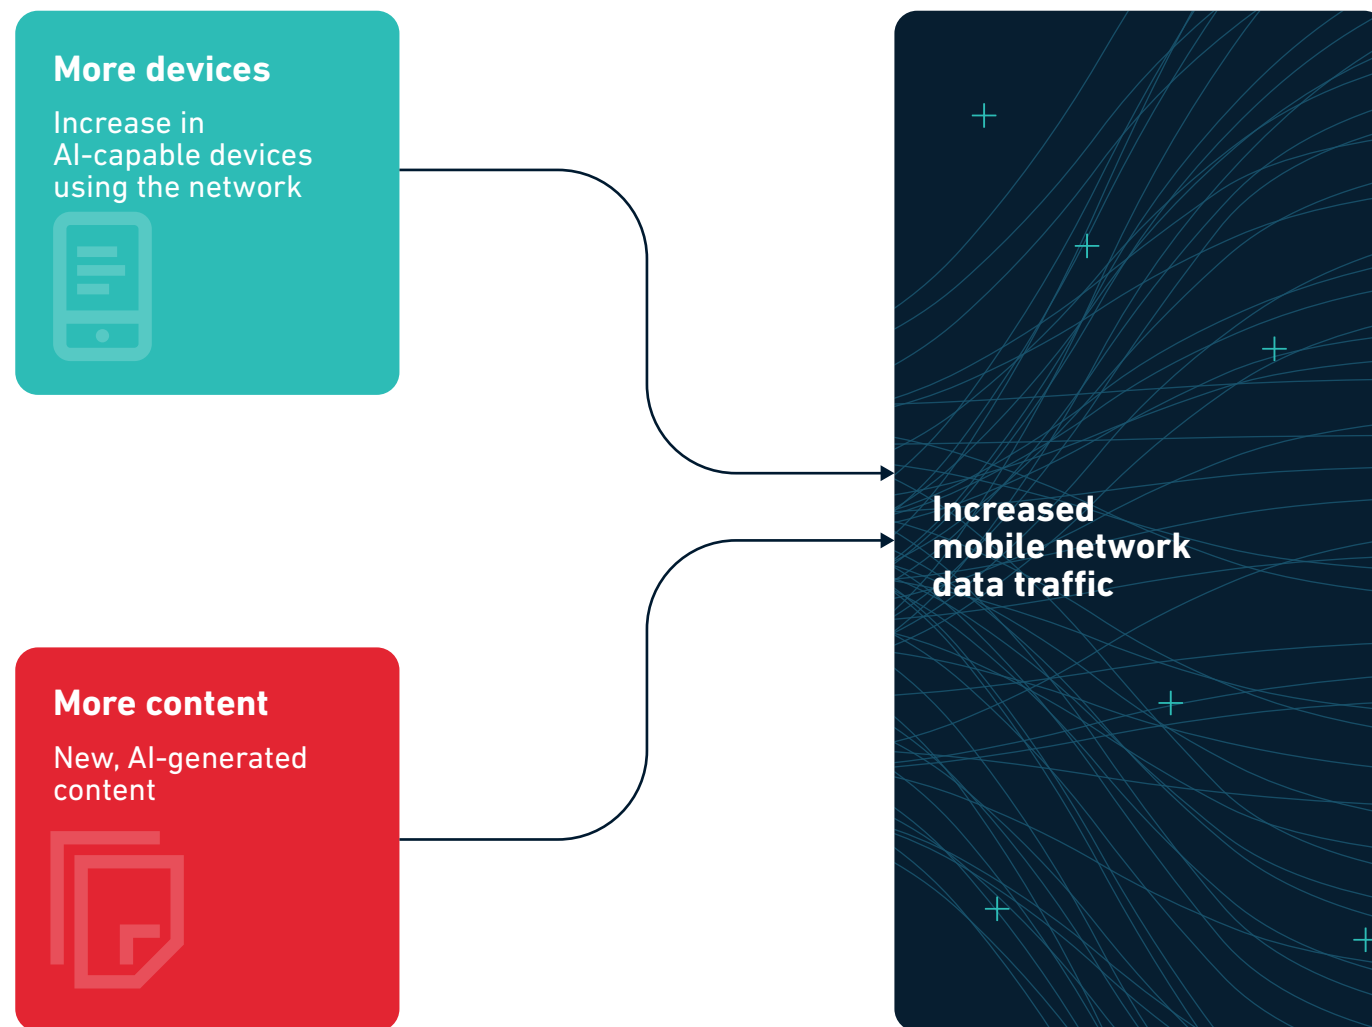 More devices
Increase in
AI-capable devices
using the network
Increased
mobile network
data traffic
More content
New, AI-generated
content